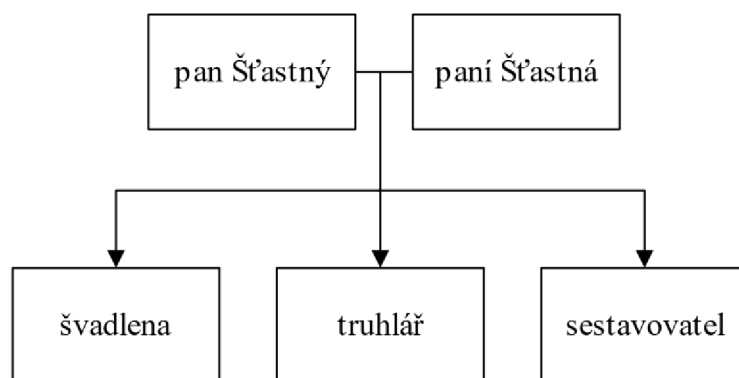 pan Šťastný
paní Šťastná
švadlena
truhlář
sestavovatel